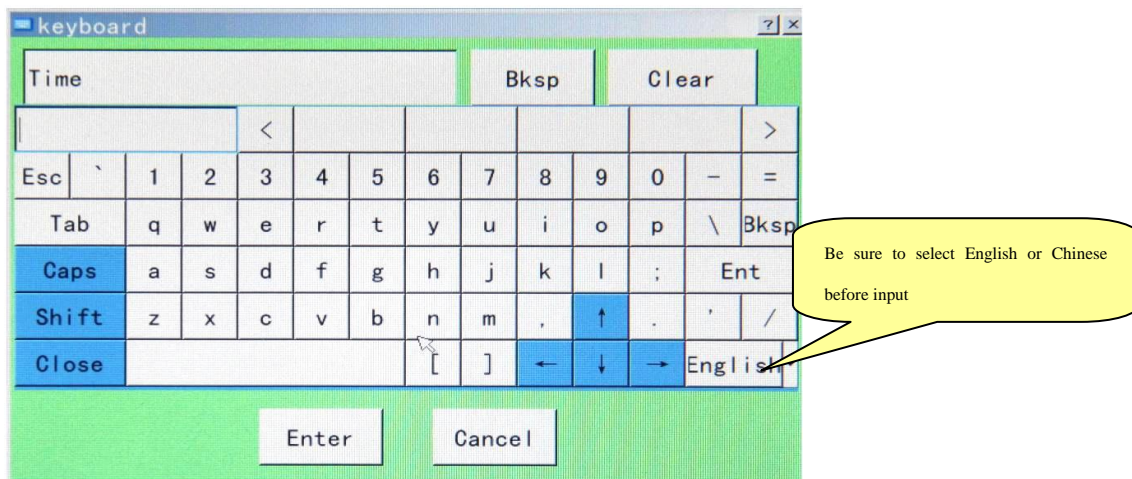 keyboard ? ×
Time Bksp Clear
< >
Esc ` 1 2 3 4 5 6 7 8 9 0 - =
Tab q w e r t y u i o p \ Bksp
Caps a s d f g h j k l ; Ent
Shift z x c v b n m , ↑ . ' /
Close [ ] ← ↓ → English
Enter Cancel
Be sure to select English or Chinese
before input